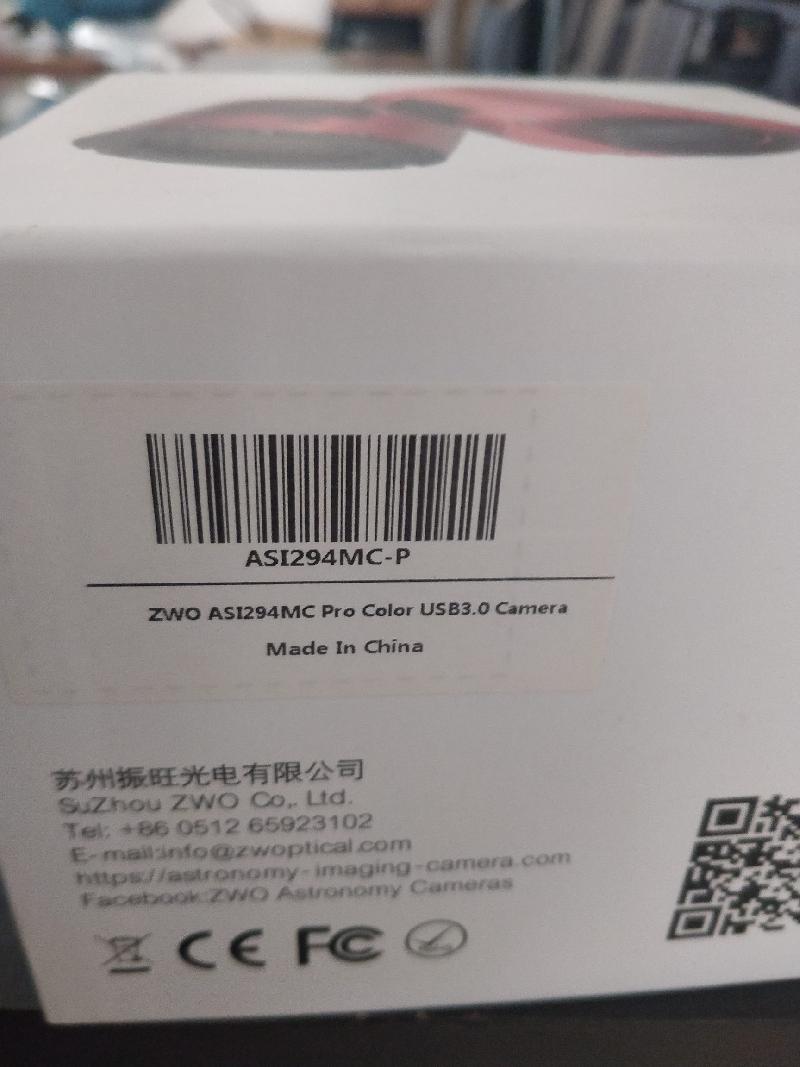 ASI294MC-P
ZWO ASI294MC Pro Color USB3.0 Camera
Made In China
苏州振旺光电有限公司
SuZhou ZWO Co,. Ltd.
Tel: +86 0512 65923102
E-mail:info@zwoptical.com
https://astronomy-imaging-camera.com
Facebook:ZWO Astronomy Cameras
CE FC